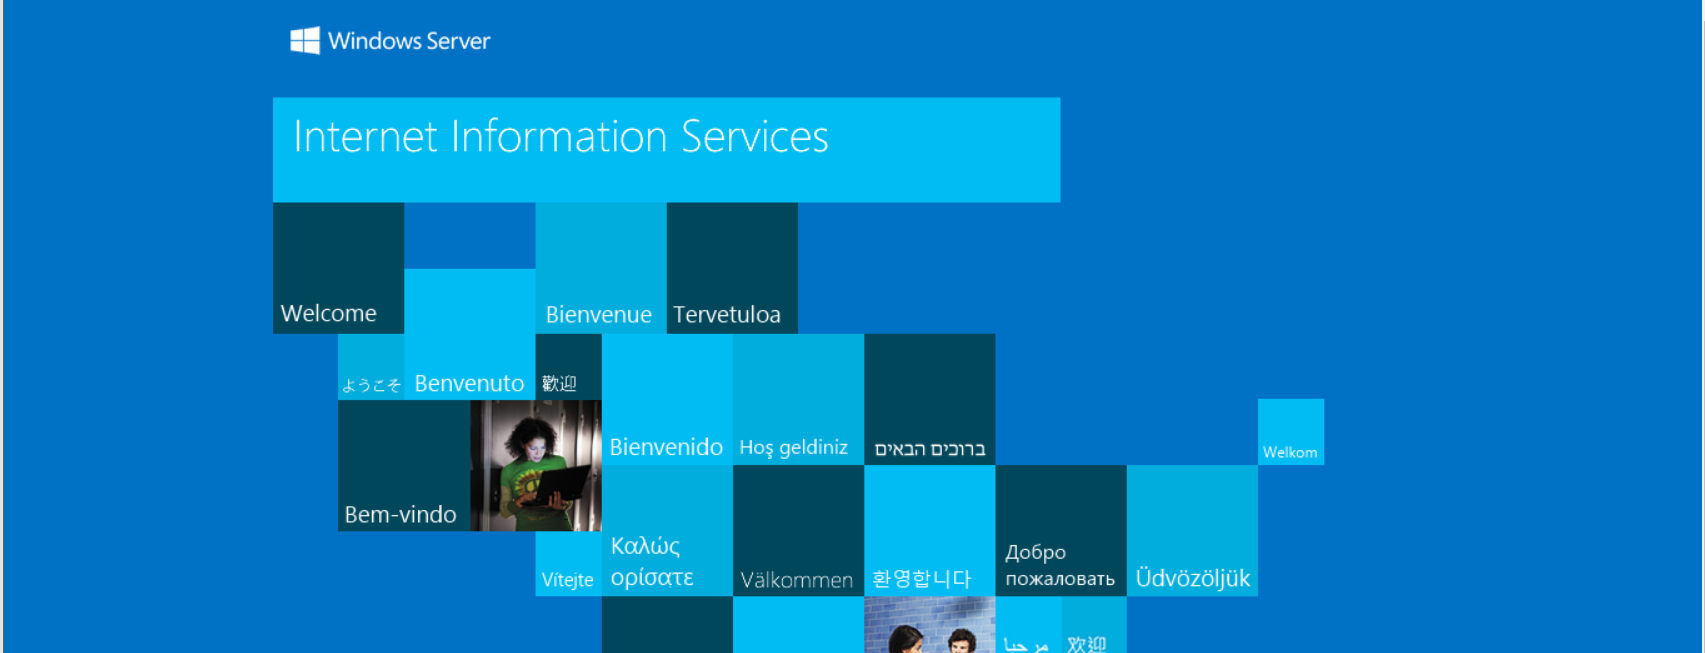 Windows Server
Internet Information Services
Welcome
Bienvenue
Tervetuloa
ようこそ
Benvenuto
歡迎
Bienvenido
Hoş geldiniz
ברוכים הבאים
Welkom
Bem-vindo
Vítejte
Καλώς
ορίσατε
Välkommen
환영합니다
Добро
пожаловать
Üdvözöljük
مرحبا
欢迎